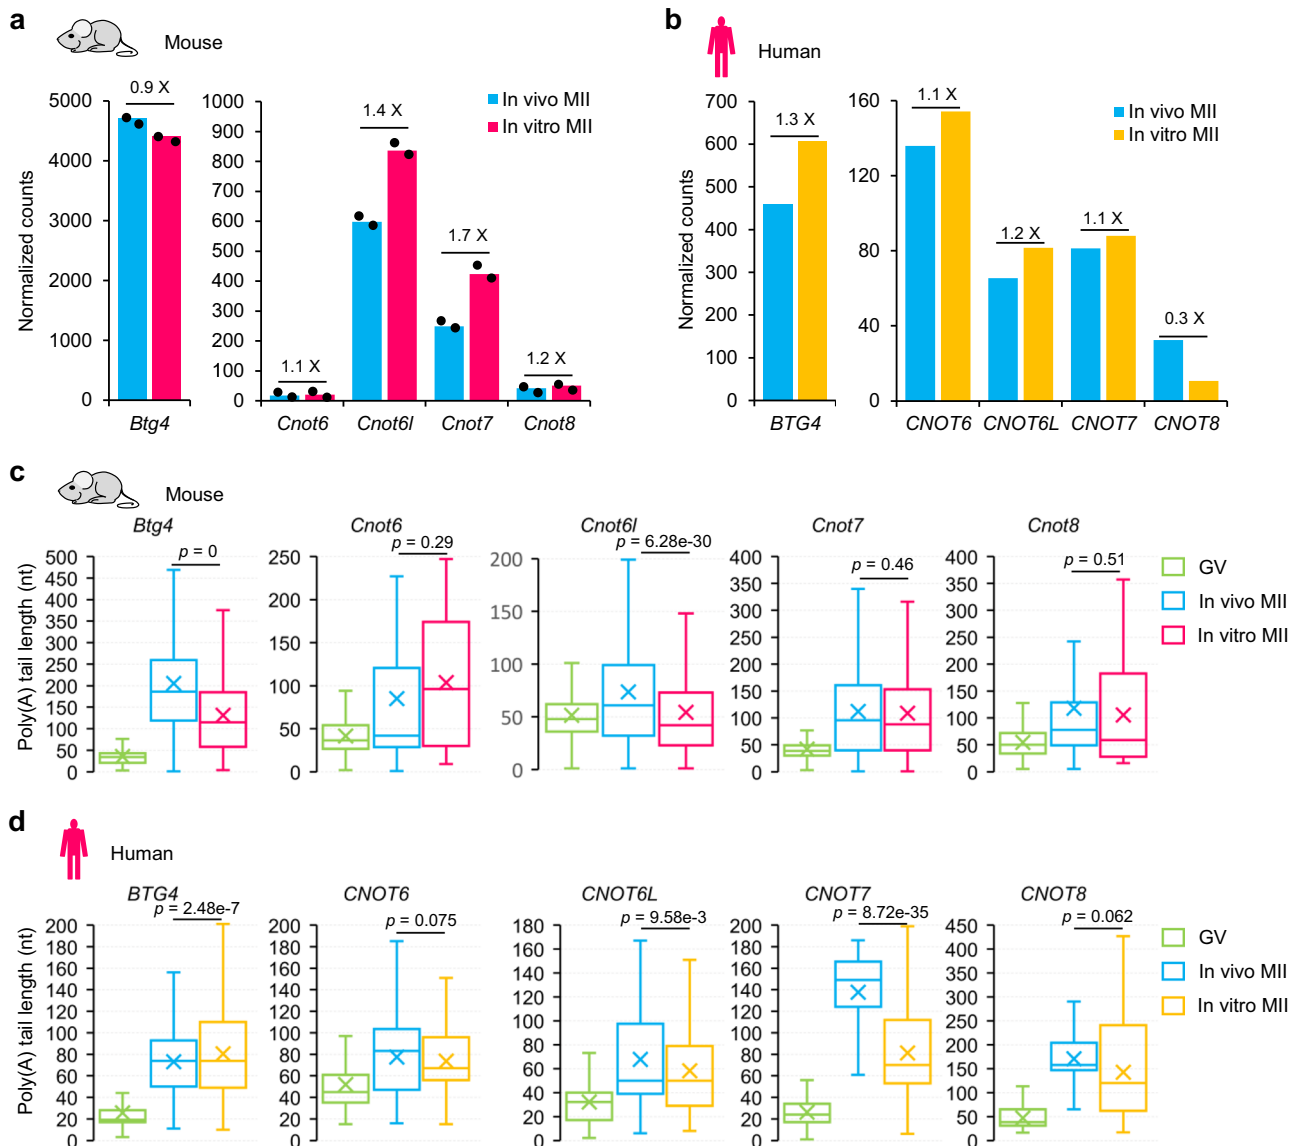 a
Mouse
0.9 X
In vivo MII
In vitro MII
Normalized counts
5000
4000
3000
2000
1000
0
Btg4
1000
900
800
700
600
500
400
300
200
100
0
1.1 X
1.4 X
1.7 X
1.2 X
Cnot6
Cnot6l
Cnot7
Cnot8
b
Human
In vivo MII
In vitro MII
Normalized counts
700
600
500
400
300
200
100
0
1.3 X
BTG4
160
120
80
40
0
1.1 X
1.2 X
1.1 X
0.3 X
CNOT6
CNOT6L
CNOT7
CNOT8
c
Mouse
Poly(A) tail length (nt)
Btg4
p = 0
500
450
400
350
300
250
200
150
100
50
0
Cnot6
p = 0.29
250
200
150
100
50
0
Cnot6l
p = 6.28e-30
200
150
100
50
0
Cnot7
p = 0.46
400
350
300
250
200
150
100
50
0
Cnot8
p = 0.51
400
350
300
250
200
150
100
50
0
GV
In vivo MII
In vitro MII
d
Human
Poly(A) tail length (nt)
BTG4
p = 2.48e-7
200
180
160
140
120
100
80
60
40
20
0
CNOT6
p = 0.075
200
180
160
140
120
100
80
60
40
20
0
CNOT6L
p = 9.58e-3
180
160
140
120
100
80
60
40
20
0
CNOT7
p = 8.72e-35
200
180
160
140
120
100
80
60
40
20
0
CNOT8
p = 0.062
450
400
350
300
250
200
150
100
50
0
GV
In vivo MII
In vitro MII